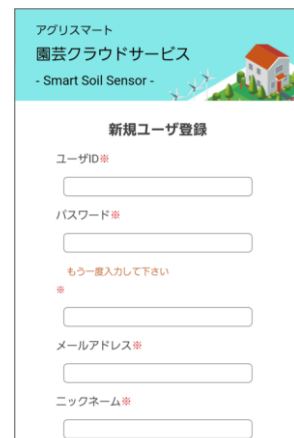 アグリスマート
園芸クラウドサービス
- Smart Soil Sensor -
新規ユーザ登録
ユーザID※
パスワード※
もう一度入力して下さい
※
メールアドレス※
ニックネーム※